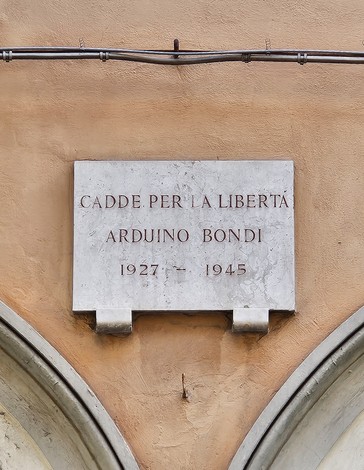 CADDE PER LA LIBERTÀ
ARDUINO BONDI
1927 – 1945